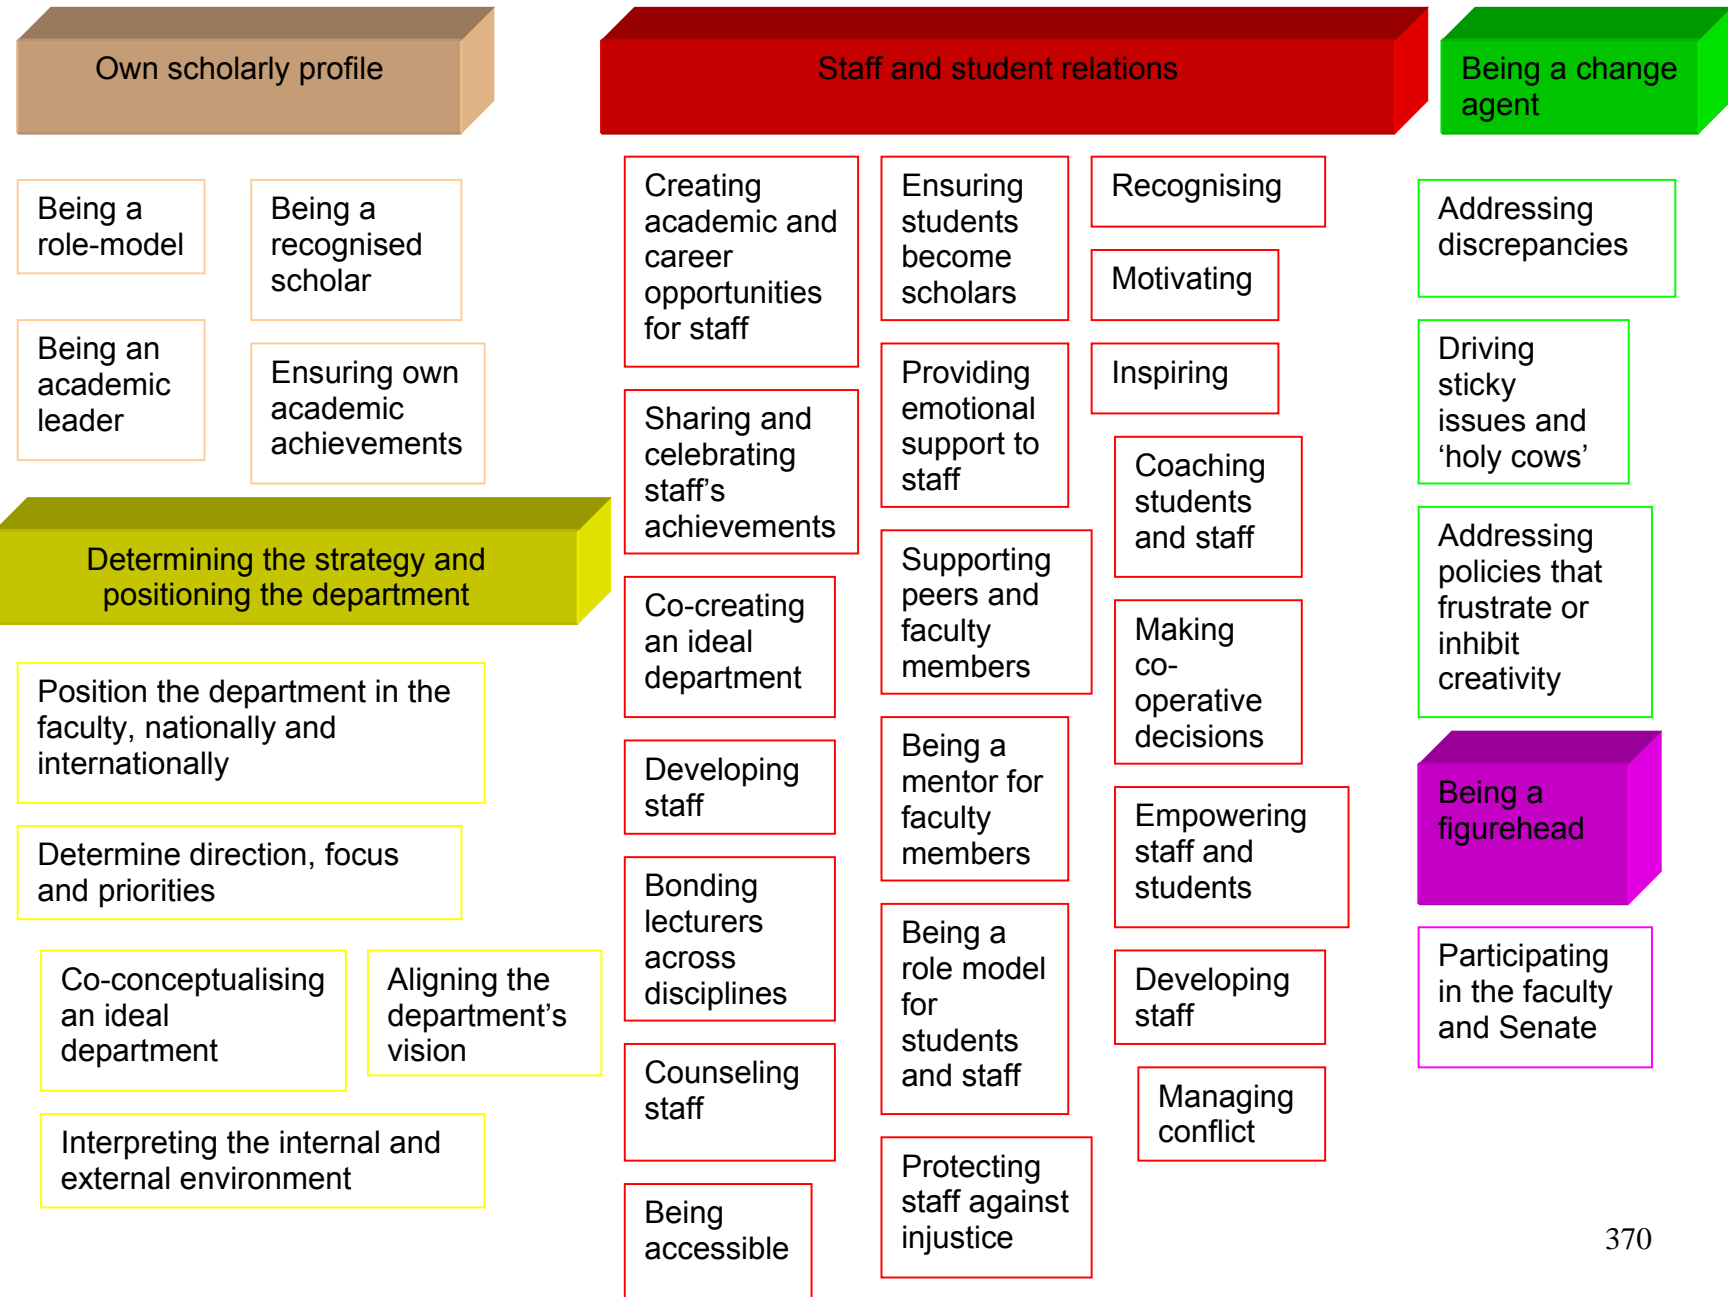 Own scholarly profile
Being a
role-model
Being a
recognised
scholar
Being an
academic
leader
Ensuring own
academic
achievements
Determining the strategy and
positioning the department
Position the department in the
faculty, nationally and
internationally
Determine direction, focus
and priorities
Co-conceptualising
an ideal
department
Aligning the
department’s
vision
Interpreting the internal and
external environment
Staff and student relations
Creating
academic and
career
opportunities
for staff
Sharing and
celebrating
staff’s
achievements
Co-creating
an ideal
department
Developing
staff
Bonding
lecturers
across
disciplines
Counseling
staff
Being
accessible
Ensuring
students
become
scholars
Providing
emotional
support to
staff
Supporting
peers and
faculty
members
Being a
mentor for
faculty
members
Being a
role model
for
students
and staff
Protecting
staff against
injustice
Recognising
Motivating
Inspiring
Coaching
students
and staff
Making
co-
operative
decisions
Empowering
staff and
students
Developing
staff
Managing
conflict
Being a change
agent
Addressing
discrepancies
Driving
sticky
issues and
‘holy cows’
Addressing
policies that
frustrate or
inhibit
creativity
Being a
figurehead
Participating
in the faculty
and Senate
370